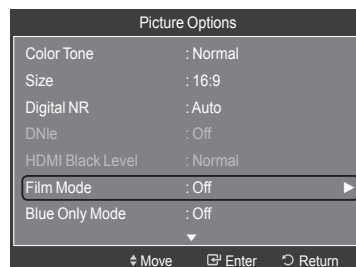 Picture Options
Color Tone : Normal
Size : 16:9
Digital NR : Auto
DNIe : Off
HDMI Black Level : Normal
Film Mode : Off
Blue Only Mode : Off
Move Enter Return